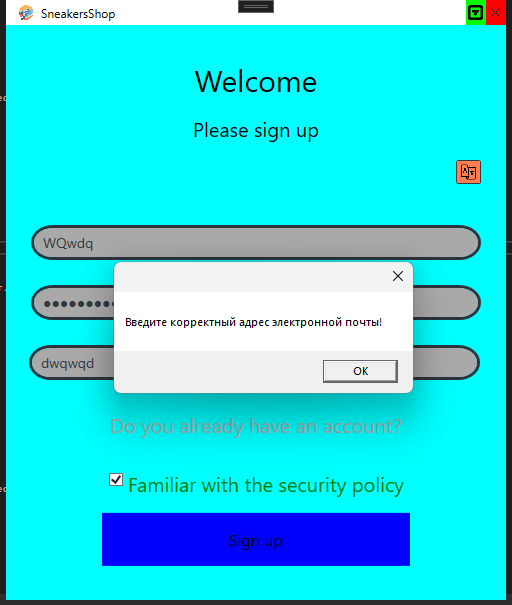 SneakersShop
Welcome
Please sign up
WQwdq
Введите корректный адрес электронной почты!
OK
dwqwqd
Do you already have an account?
Familiar with the security policy
Sign up